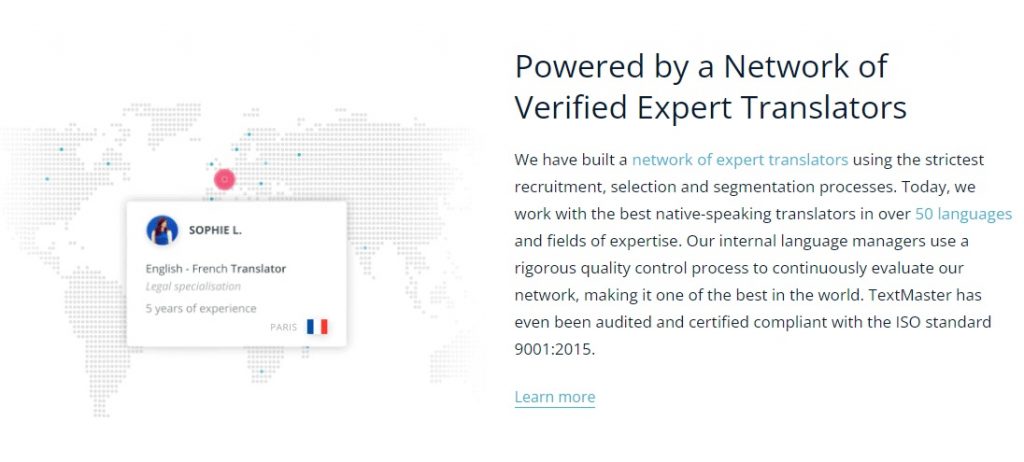 Powered by a Network of
Verified Expert Translators
We have built a network of expert translators using the strictest
recruitment, selection and segmentation processes. Today, we
work with the best native-speaking translators in over 50 languages
and fields of expertise. Our internal language managers use a
rigorous quality control process to continuously evaluate our
network, making it one of the best in the world. TextMaster has
even been audited and certified compliant with the ISO standard
9001:2015.
Learn more
SOPHIE L.
English - French Translator
Legal specialisation
5 years of experience
PARIS